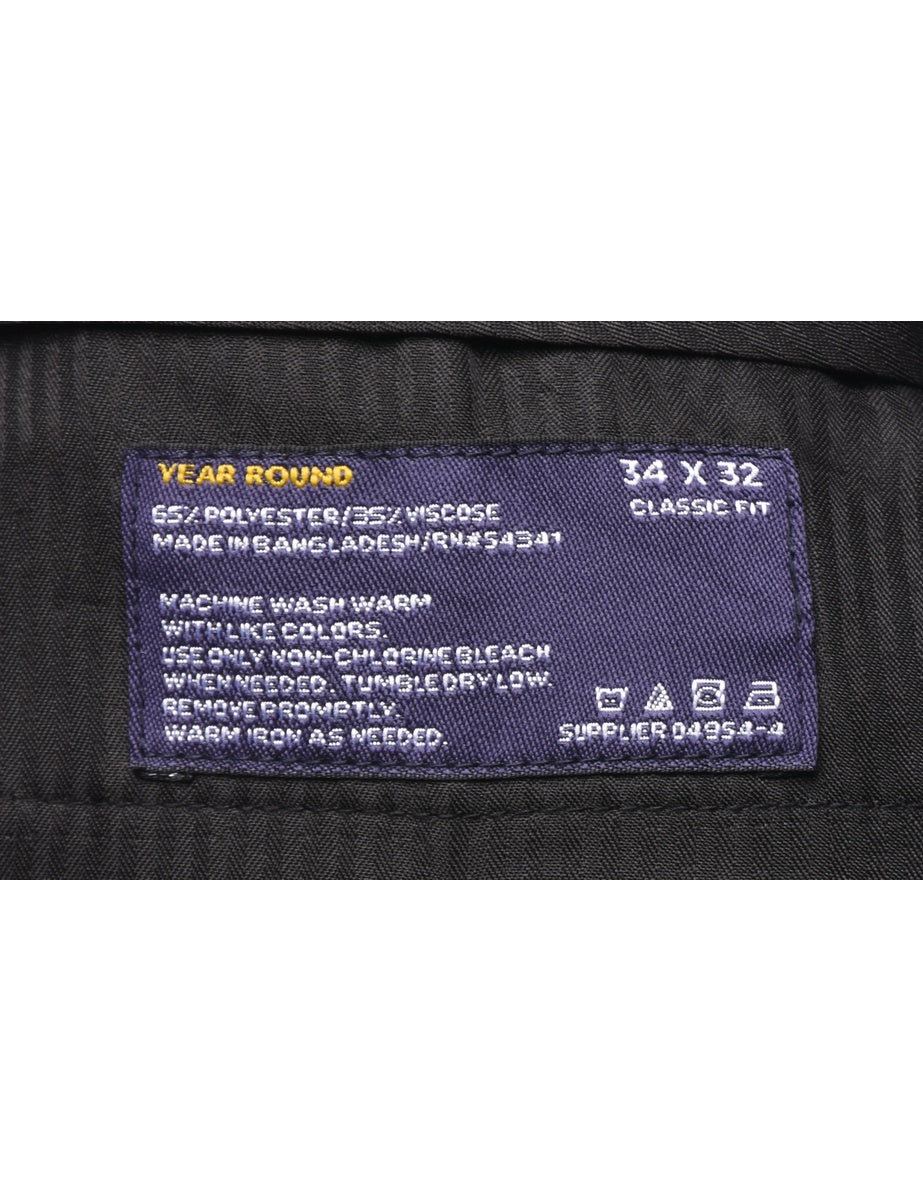 YEAR ROUND
34 X 32
CLASSIC FIT
65% POLYESTER/35% VISCOSE
MADE IN BANGLADESH/RN#54341
MACHINE WASH WARM
WITH LIKE COLORS.
USE ONLY NON-CHLORINE BLEACH
WHEN NEEDED. TUMBLE DRY LOW.
REMOVE PROMPTLY.
WARM IRON AS NEEDED.
SUPPLIER 04954-4